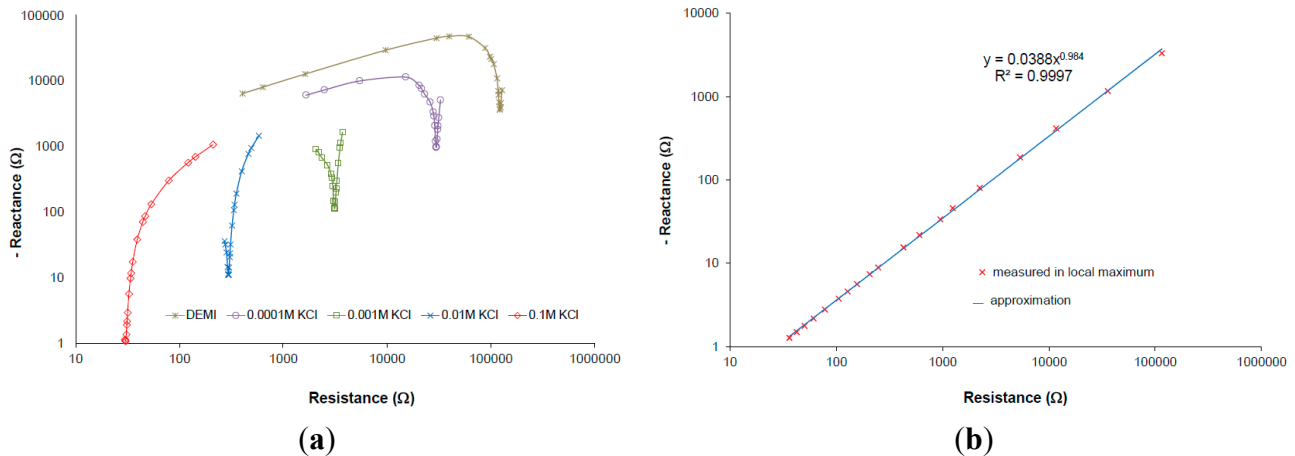 100000
10000
1000
100
10
1
- Reactance (Ω)
DEMI
0.0001M KCl
0.001M KCl
0.01M KCl
0.1M KCl
10
100
1000
10000
100000
1000000
Resistance (Ω)
(a)
10000
1000
100
10
1
- Reactance (Ω)
y = 0.0388x^0.984
R² = 0.9997
measured in local maximum
approximation
10
100
1000
10000
100000
1000000
Resistance (Ω)
(b)